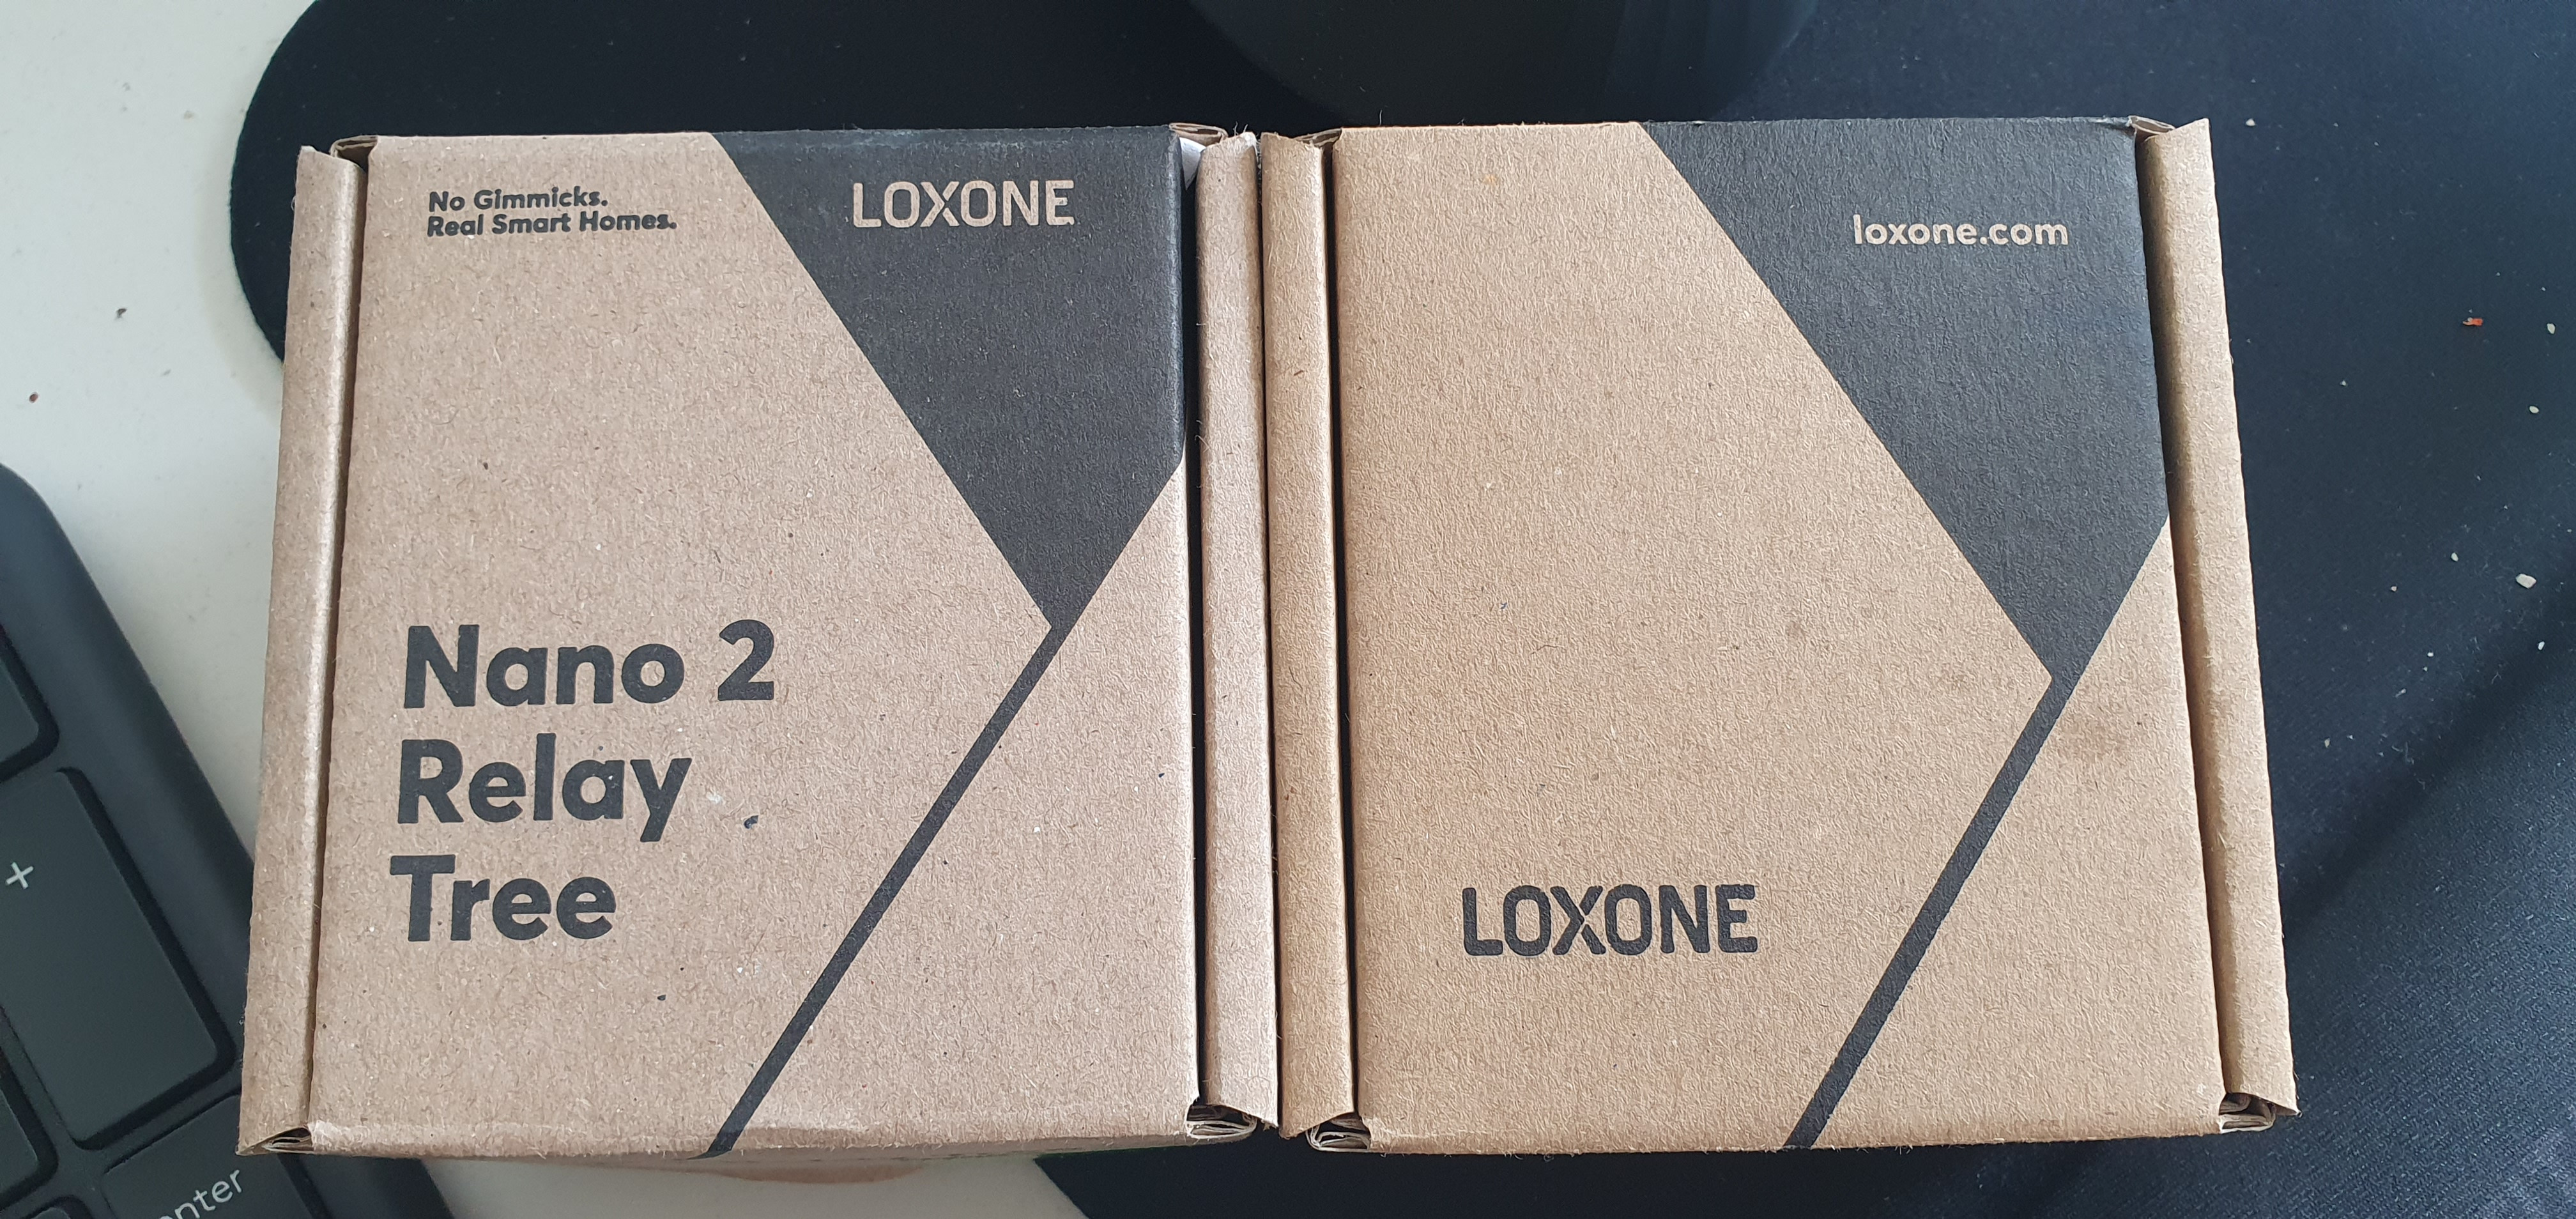 No Gimmicks.
Real Smart Homes.
LOXONE
Nano 2
Relay
Tree
loxone.com
LOXONE
+